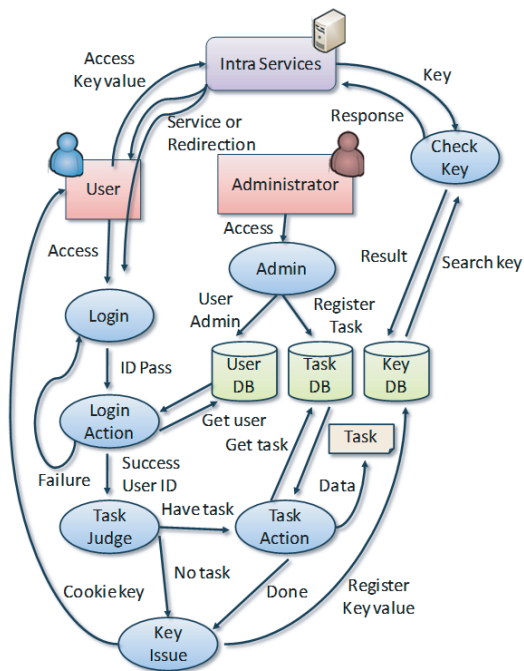 Access
Key value
Intra Services
Key
Response
Service or
Redirection
Check
Key
User
Administrator
Access
Access
Admin
Result
Search key
Login
User
Admin
Register
Task
ID Pass
User
DB
Task
DB
Key
DB
Login
Action
Get user
Get task
Task
Failure
Success
User ID
Data
Task
Judge
Have task
Task
Action
Cookie key
No task
Done
Register
Key value
Key
Issue